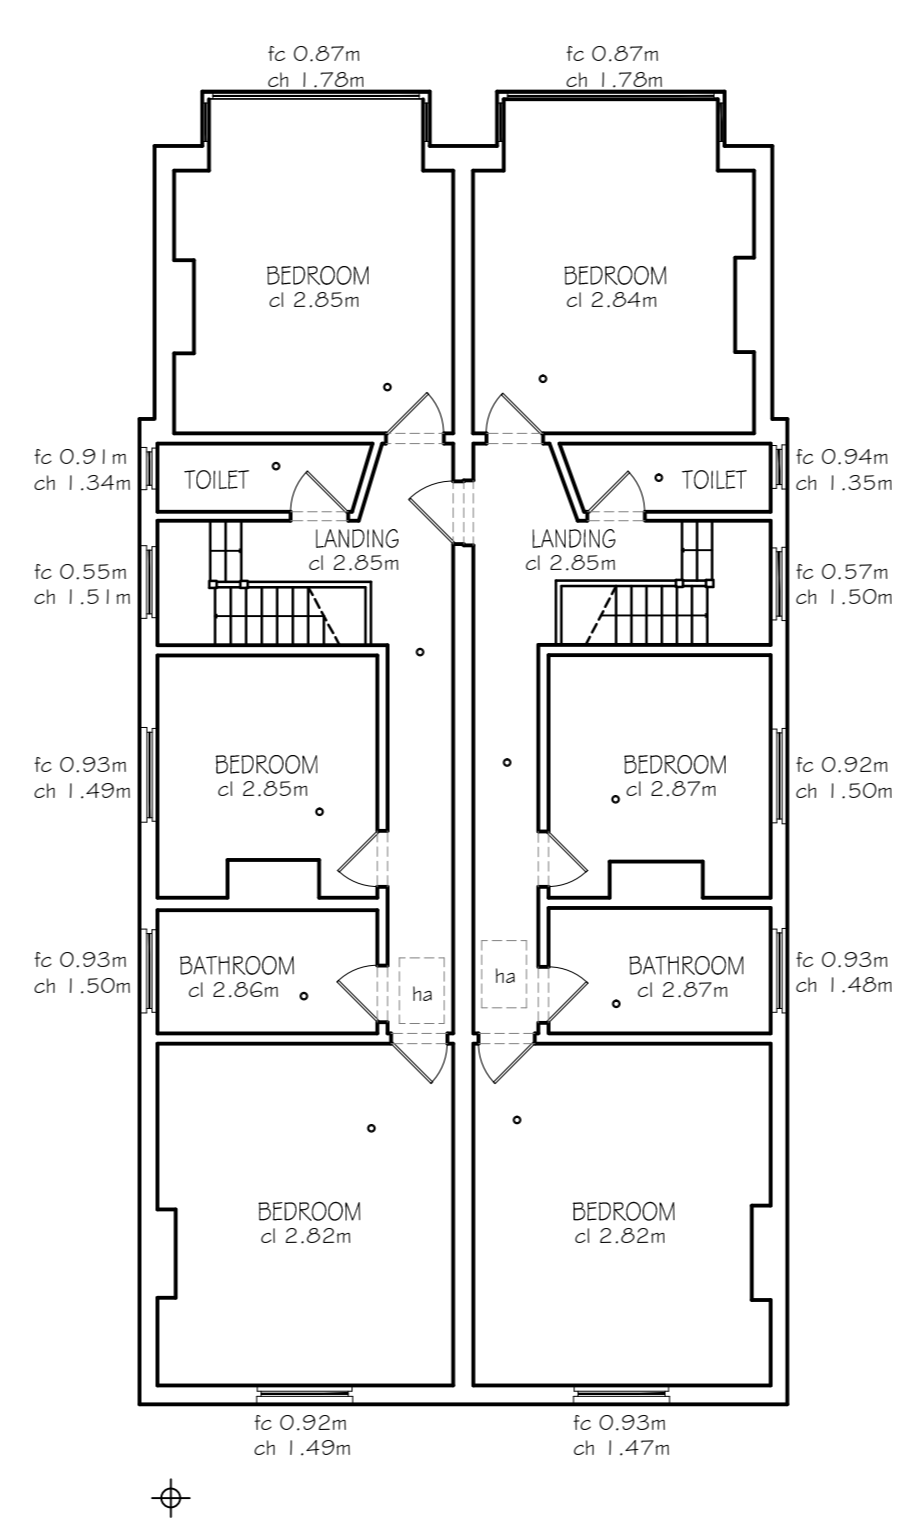 fc 0.87m
ch 1.78m
fc 0.87m
ch 1.78m
BEDROOM
cl 2.85m
BEDROOM
cl 2.84m
fc 0.91m
ch 1.34m
TOILET
TOILET
fc 0.94m
ch 1.35m
LANDING
cl 2.85m
LANDING
cl 2.85m
fc 0.55m
ch 1.51m
fc 0.57m
ch 1.50m
fc 0.93m
ch 1.49m
BEDROOM
cl 2.85m
BEDROOM
cl 2.87m
fc 0.92m
ch 1.50m
fc 0.93m
ch 1.50m
BATHROOM
cl 2.86m
ha
ha
BATHROOM
cl 2.87m
fc 0.93m
ch 1.48m
BEDROOM
cl 2.82m
BEDROOM
cl 2.82m
fc 0.92m
ch 1.49m
fc 0.93m
ch 1.47m